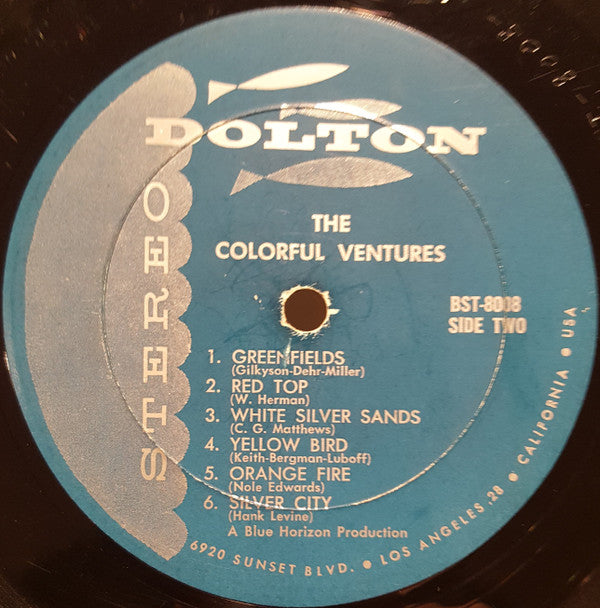 DOLTON
STEREO
THE
COLORFUL VENTURES
BST-8008
SIDE TWO
1. GREENFIELDS
(Gilkyson-Dehr-Miller)
2. RED TOP
(W. Herman)
3. WHITE SILVER SANDS
(C. G. Matthews)
4. YELLOW BIRD
(Keith-Bergman-Luboff)
5. ORANGE FIRE
(Nole Edwards)
6. SILVER CITY
(Hank Levine)
A Blue Horizon Production
6920 SUNSET BLVD. ● LOS ANGELES 28 ● CALIFORNIA ● USA